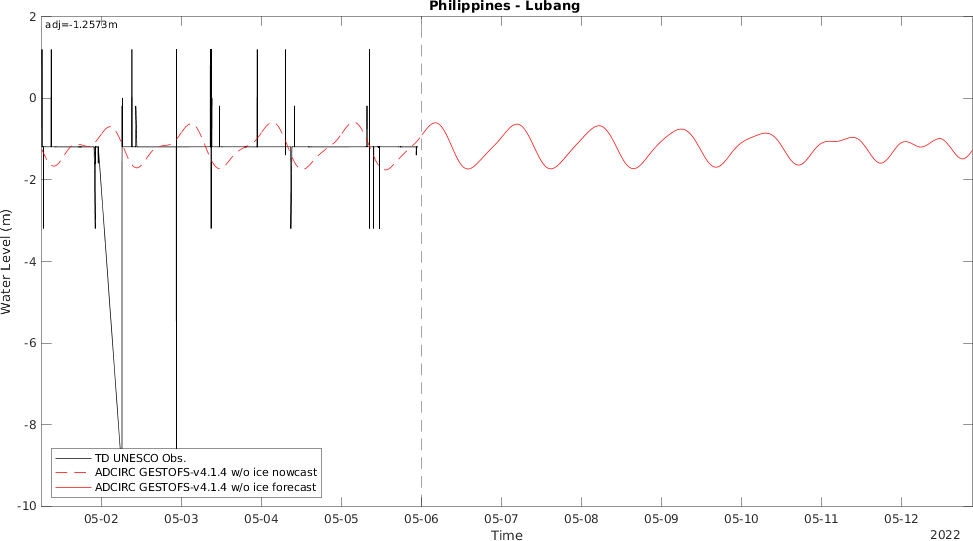 Philippines - Lubang
adj=-1.2573m
2
0
-2
-4
-6
-8
-10
Water Level (m)
TD UNESCO Obs.
ADCIRC GESTOFS-v4.1.4 w/o ice nowcast
ADCIRC GESTOFS-v4.1.4 w/o ice forecast
05-02 05-03 05-04 05-05 05-06 05-07 05-08 05-09 05-10 05-11 05-12
Time
2022